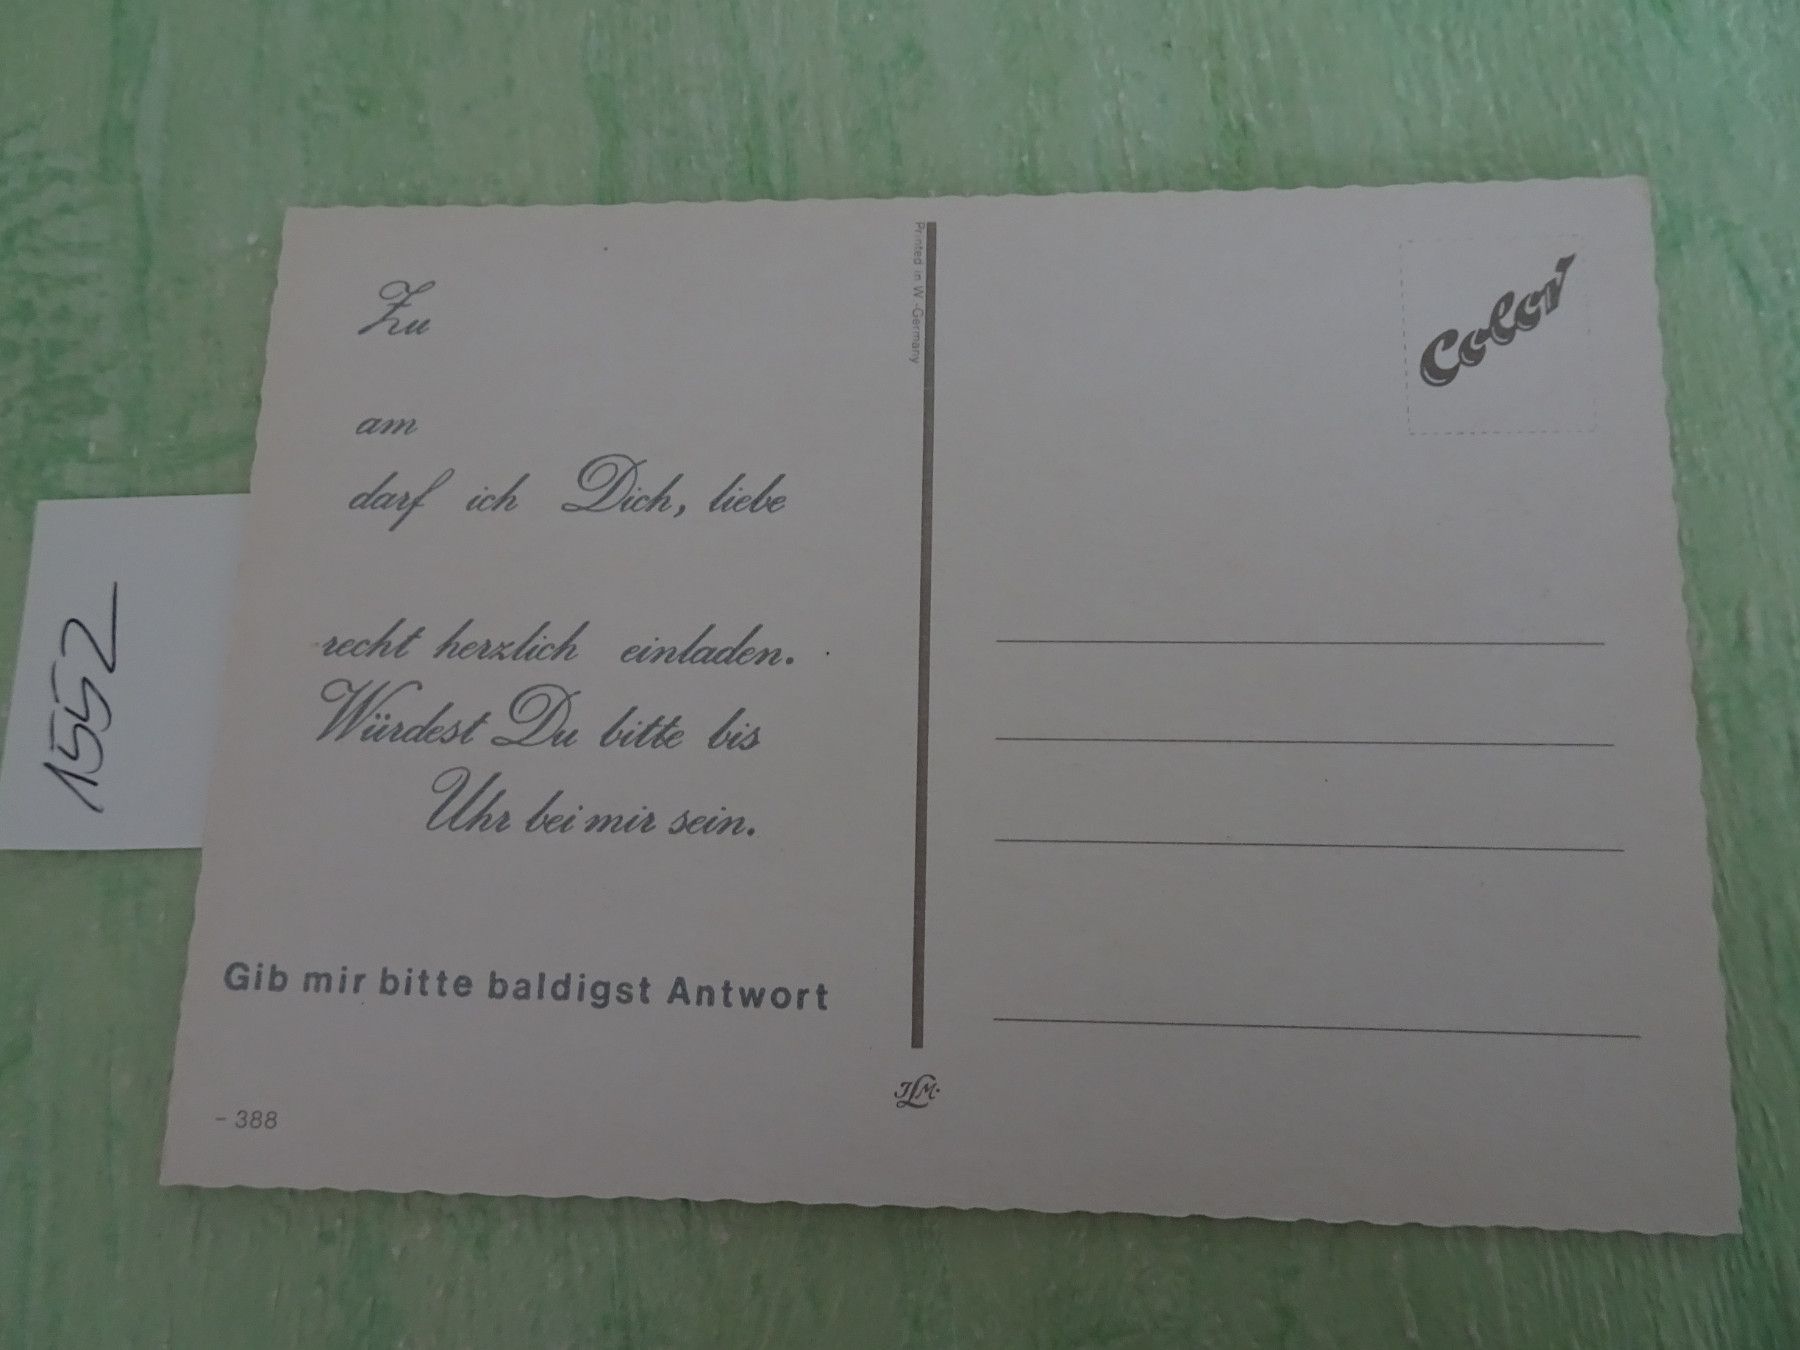 Zu
am
darf ich Dich, liebe
recht herzlich einladen.
Würdest Du bitte bis
Uhr bei mir sein.
Gib mir bitte baldigst Antwort
– 388
Printed in W.-Germany
Color
JLM.
1552